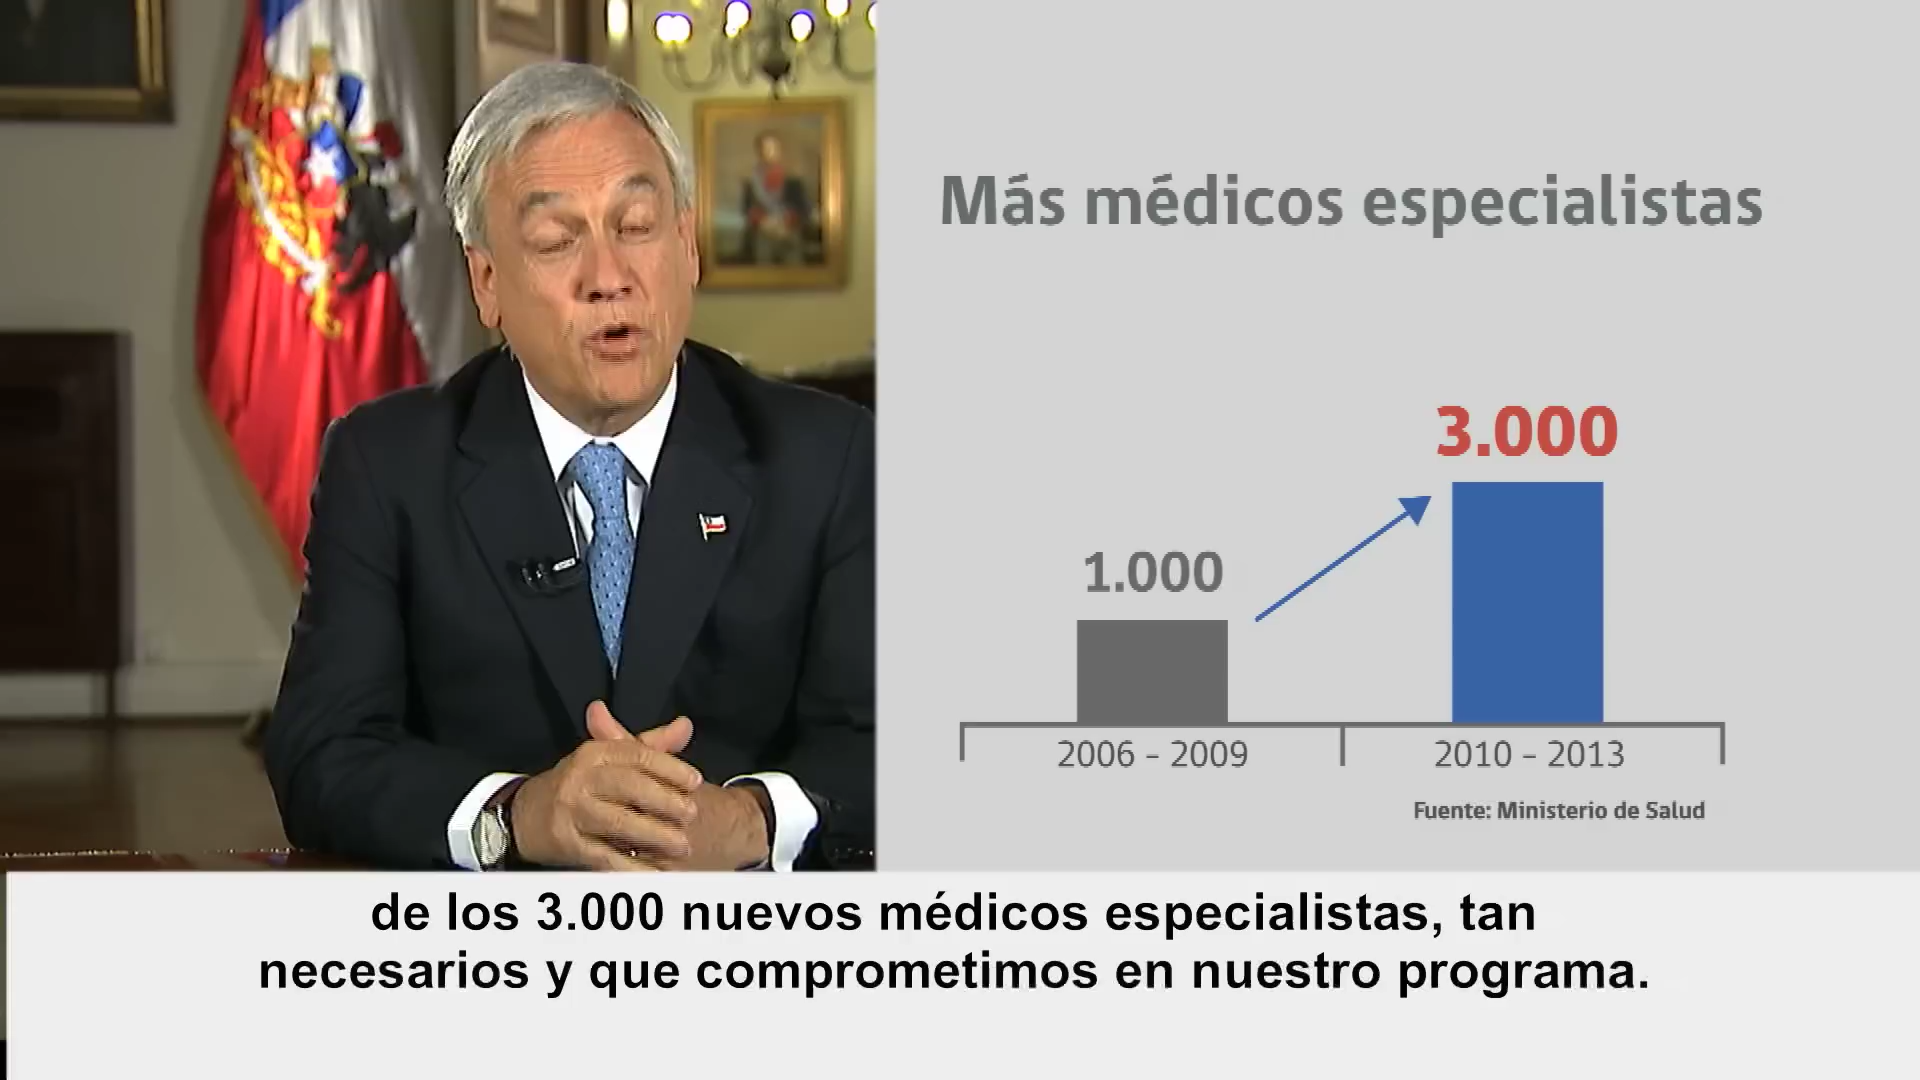 Más médicos especialistas
3.000
1.000
2006 - 2009
2010 - 2013
Fuente: Ministerio de Salud
de los 3.000 nuevos médicos especialistas, tan
necesarios y que comprometimos en nuestro programa.